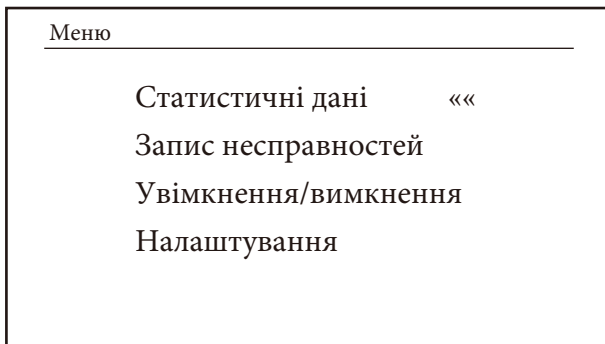 Меню
Статистичні дані ««
Запис несправностей
Увімкнення/вимкнення
Налаштування